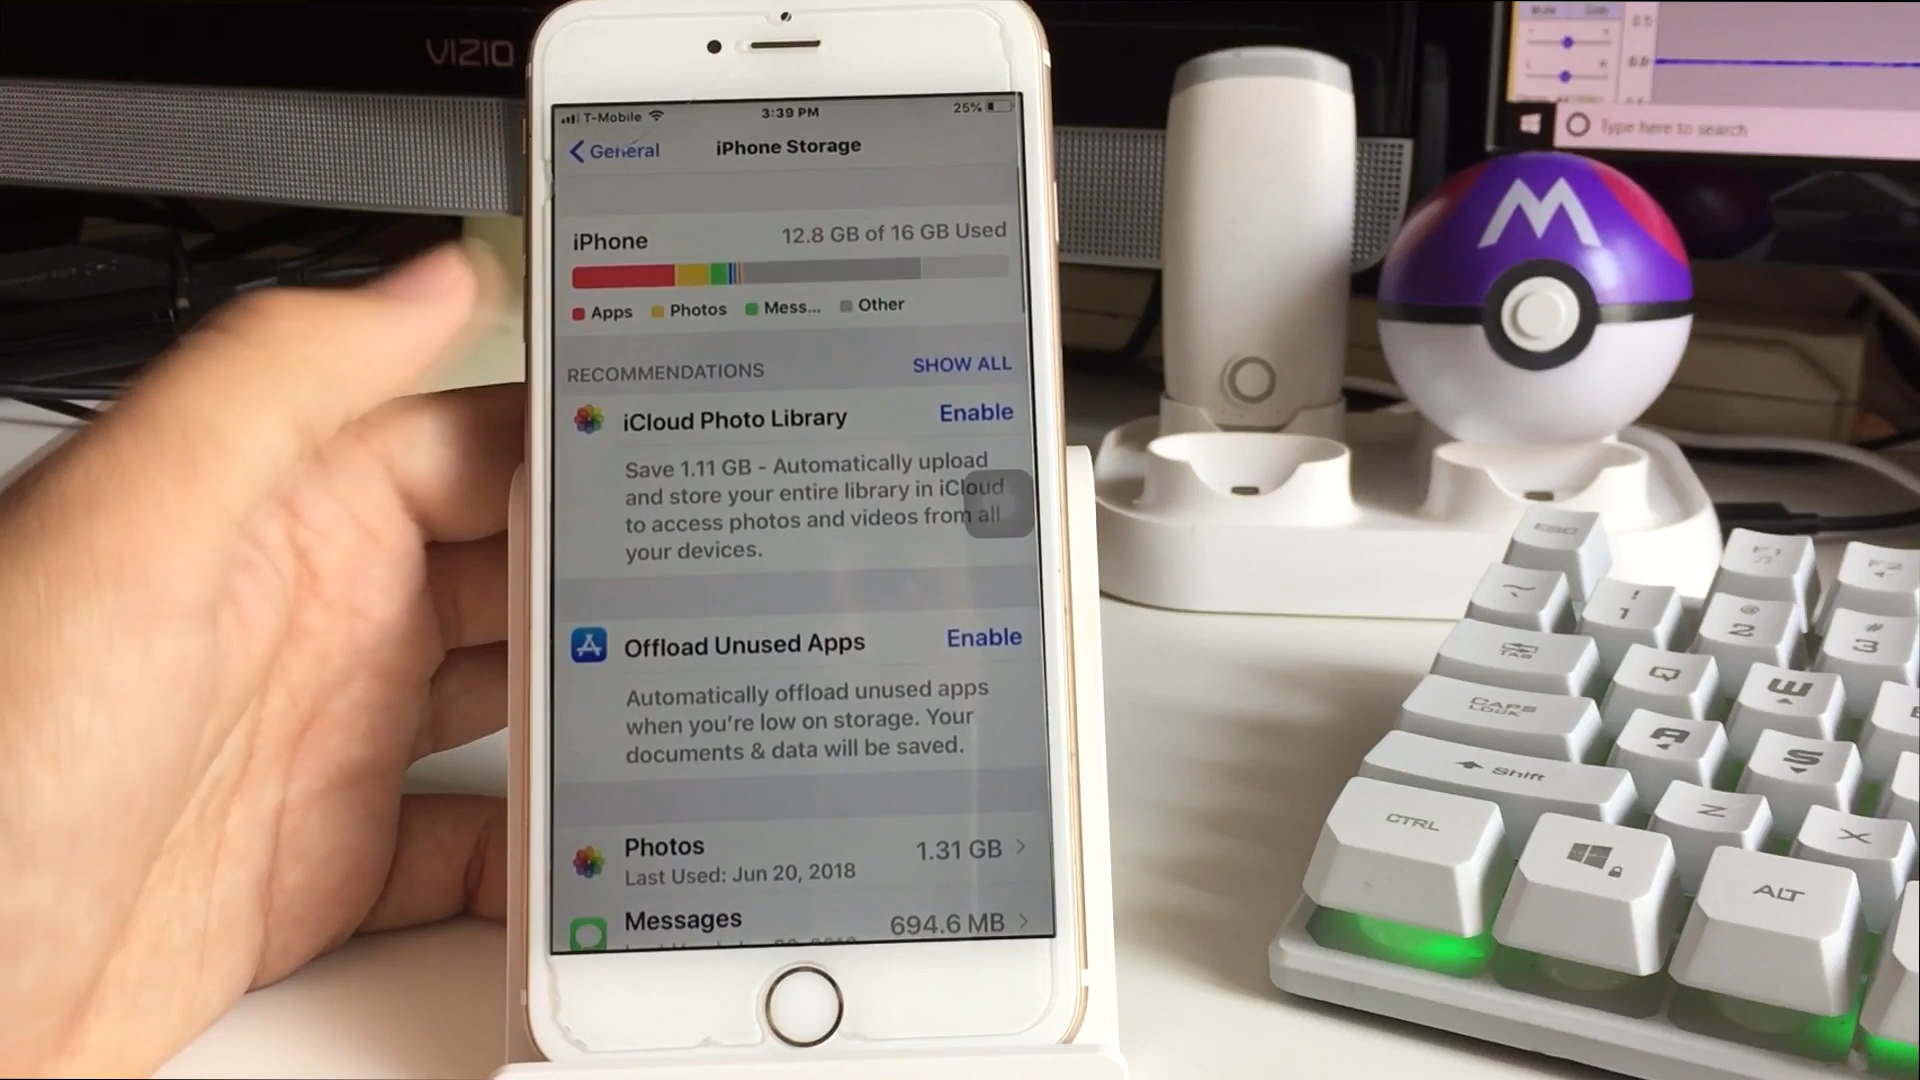 VIZIO
T-Mobile 3:39 PM 25%
General iPhone Storage
iPhone 12.8 GB of 16 GB Used
Apps Photos Mess... Other
RECOMMENDATIONS SHOW ALL
iCloud Photo Library Enable
Save 1.11 GB - Automatically upload
and store your entire library in iCloud
to access photos and videos from all
your devices.
Offload Unused Apps Enable
Automatically offload unused apps
when you're low on storage. Your
documents & data will be saved.
Photos 1.31 GB
Last Used: Jun 20, 2018
Messages 694.6 MB
Type here to search
M
ESC F1 F2
~ ! 1 @ 2 # 3
TAB Q W
CAPS LOCK A S
Shift Z X
CTRL ALT